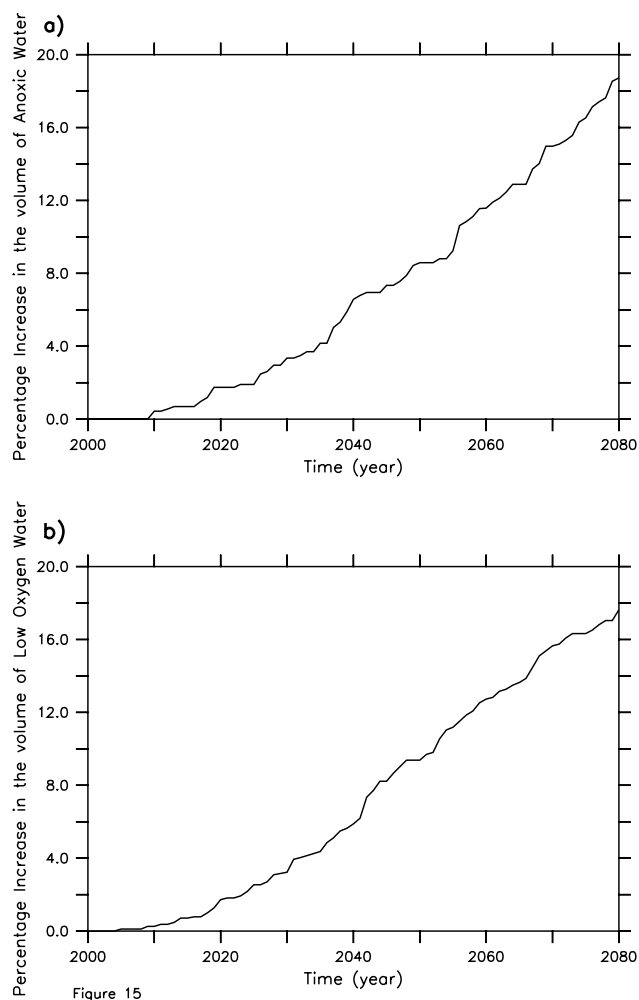 a)
Percentage Increase in the volume of Anoxic Water
20.0
16.0
12.0
8.0
4.0
0.0
2000 2020 2040 2060 2080
Time (year)
b)
Percentage Increase in the volume of Low Oxygen Water
20.0
16.0
12.0
8.0
4.0
0.0
2000 2020 2040 2060 2080
Time (year)
Figure 15